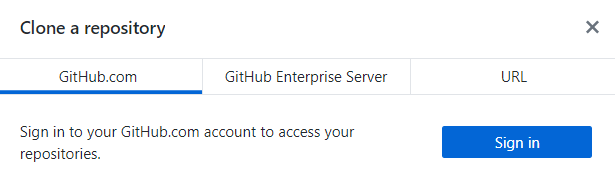 Clone a repository
GitHub.com GitHub Enterprise Server URL
Sign in to your GitHub.com account to access your
repositories.
Sign in